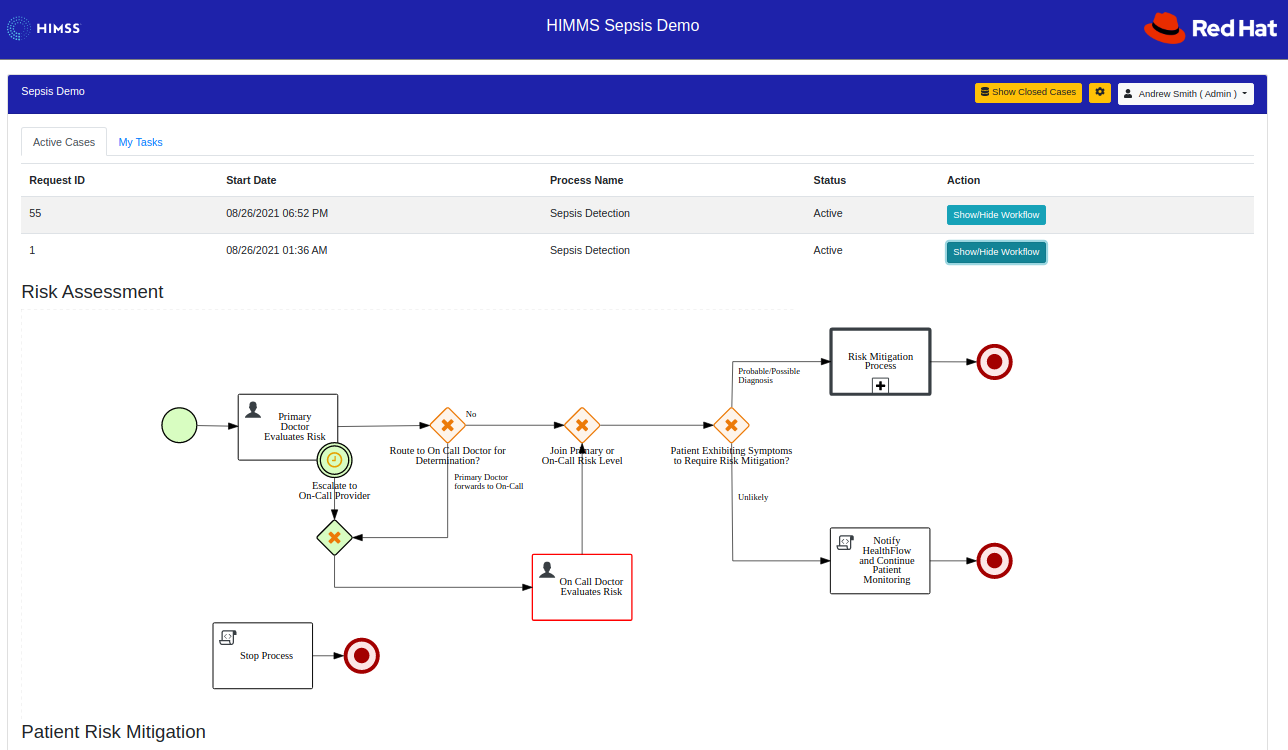 HIMSS
HIMMS Sepsis Demo
Red Hat
Sepsis Demo
Show Closed Cases
Andrew Smith ( Admin )
Active Cases
My Tasks
Request ID
Start Date
Process Name
Status
Action
55
08/26/2021 06:52 PM
Sepsis Detection
Active
Show/Hide Workflow
1
08/26/2021 01:36 AM
Sepsis Detection
Active
Show/Hide Workflow
Risk Assessment
Risk Mitigation
Process
Probable/Possible
Diagnosis
Primary
Doctor
Evaluates Risk
No
Route to On Call Doctor for
Determination?
Join Primary or
On-Call Risk Level
Patient Exhibiting Symptoms
to Require Risk Mitigation?
Primary Doctor
forwards to On-Call
Escalate to
On-Call Provider
Unlikely
Notify
HealthFlow
and Continue
Patient
Monitoring
On Call Doctor
Evaluates Risk
Stop Process
Patient Risk Mitigation